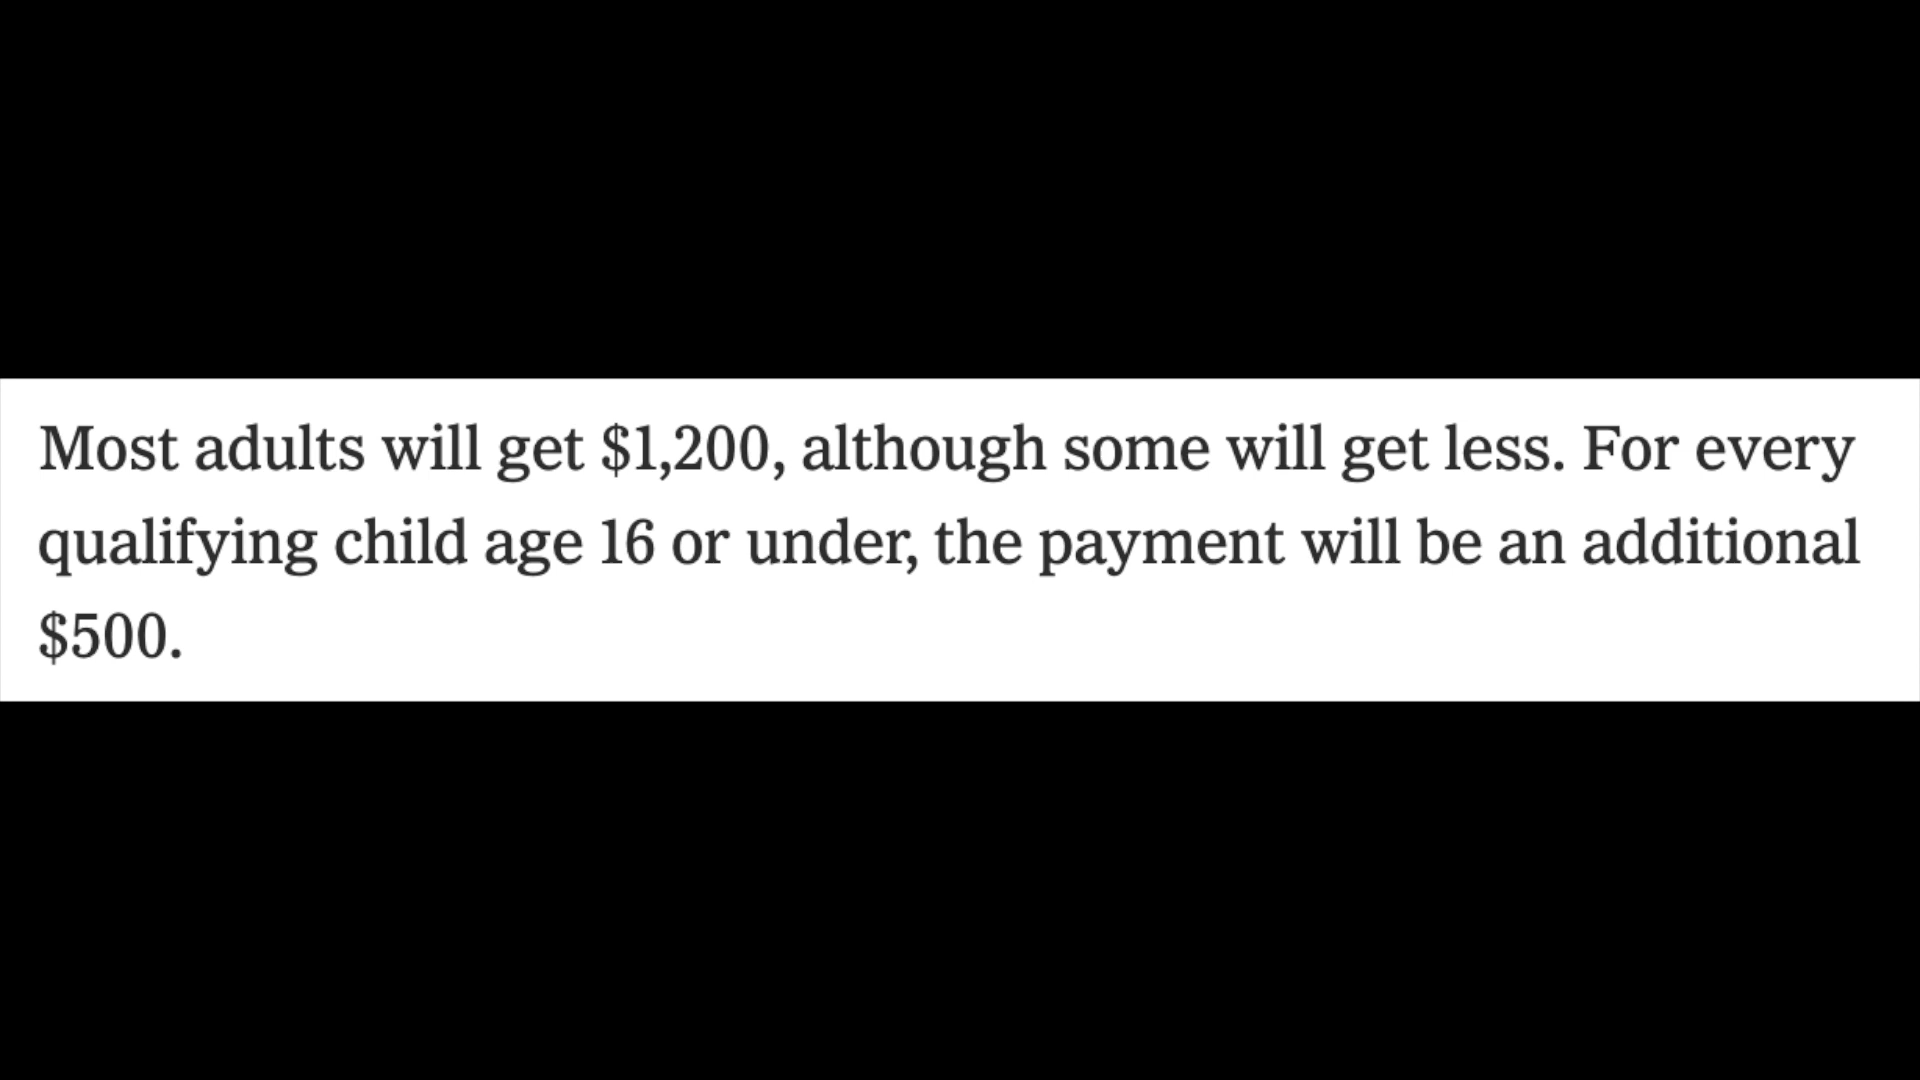 Most adults will get $1,200, although some will get less. For every
qualifying child age 16 or under, the payment will be an additional
$500.